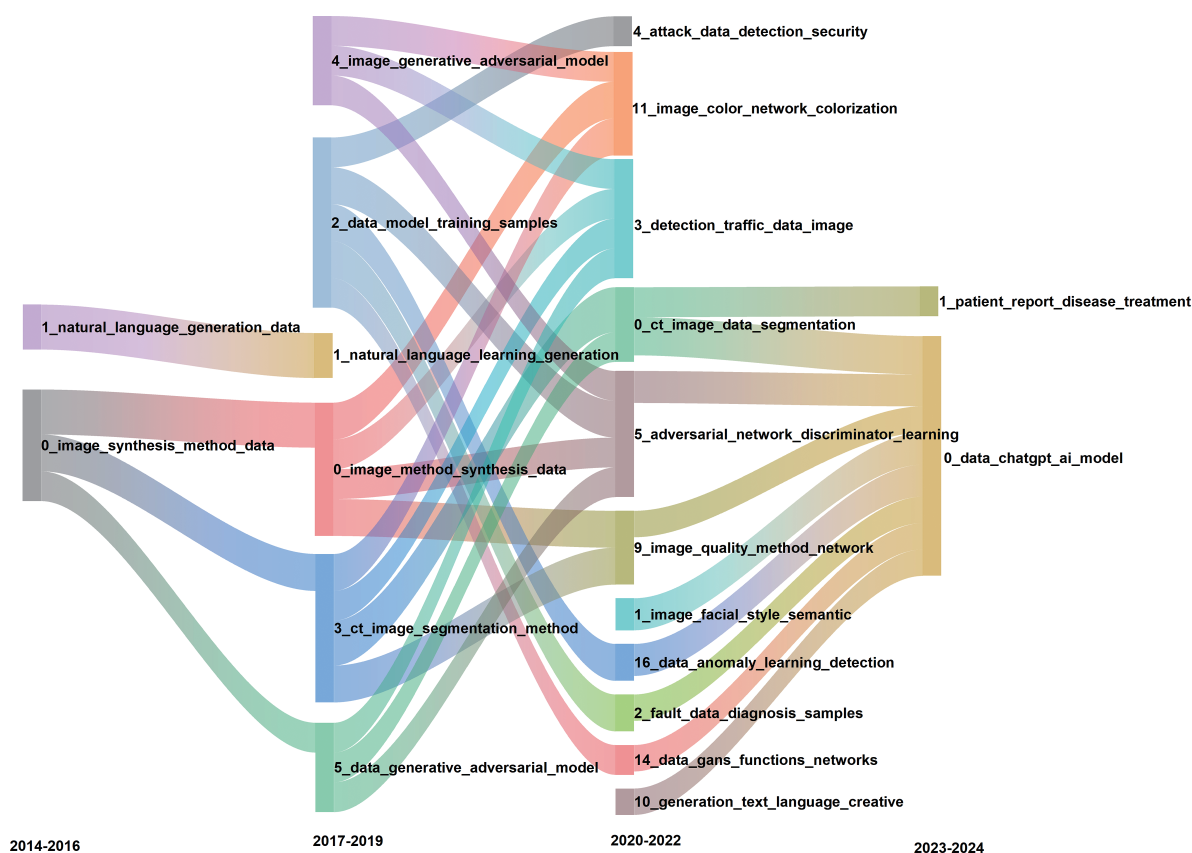 4_attack_data_detection_security
4_image_generative_adversarial_model
11_image_color_network_colorization
2_data_model_training_samples
3_detection_traffic_data_image
1_patient_report_disease_treatment
1_natural_language_generation_data
0_ct_image_data_segmentation
1_natural_language_learning_generation
0_image_synthesis_method_data
5_adversarial_network_discriminator_learning
0_data_chatgpt_ai_model
0_image_method_synthesis_data
9_image_quality_method_network
1_image_facial_style_semantic
3_ct_image_segmentation_method
16_data_anomaly_learning_detection
2_fault_data_diagnosis_samples
14_data_gans_functions_networks
5_data_generative_adversarial_model
10_generation_text_language_creative
2014-2016
2017-2019
2020-2022
2023-2024